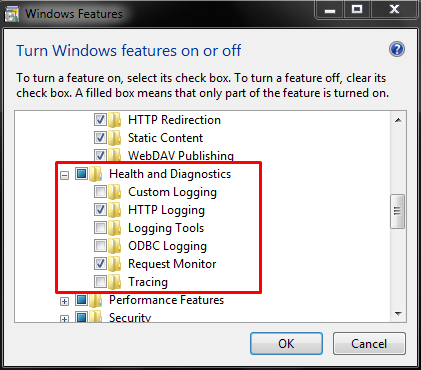 Windows Features
Turn Windows features on or off
To turn a feature on, select its check box. To turn a feature off, clear its
check box. A filled box means that only part of the feature is turned on.
HTTP Redirection
Static Content
WebDAV Publishing
Health and Diagnostics
Custom Logging
HTTP Logging
Logging Tools
ODBC Logging
Request Monitor
Tracing
Performance Features
Security
OK
Cancel